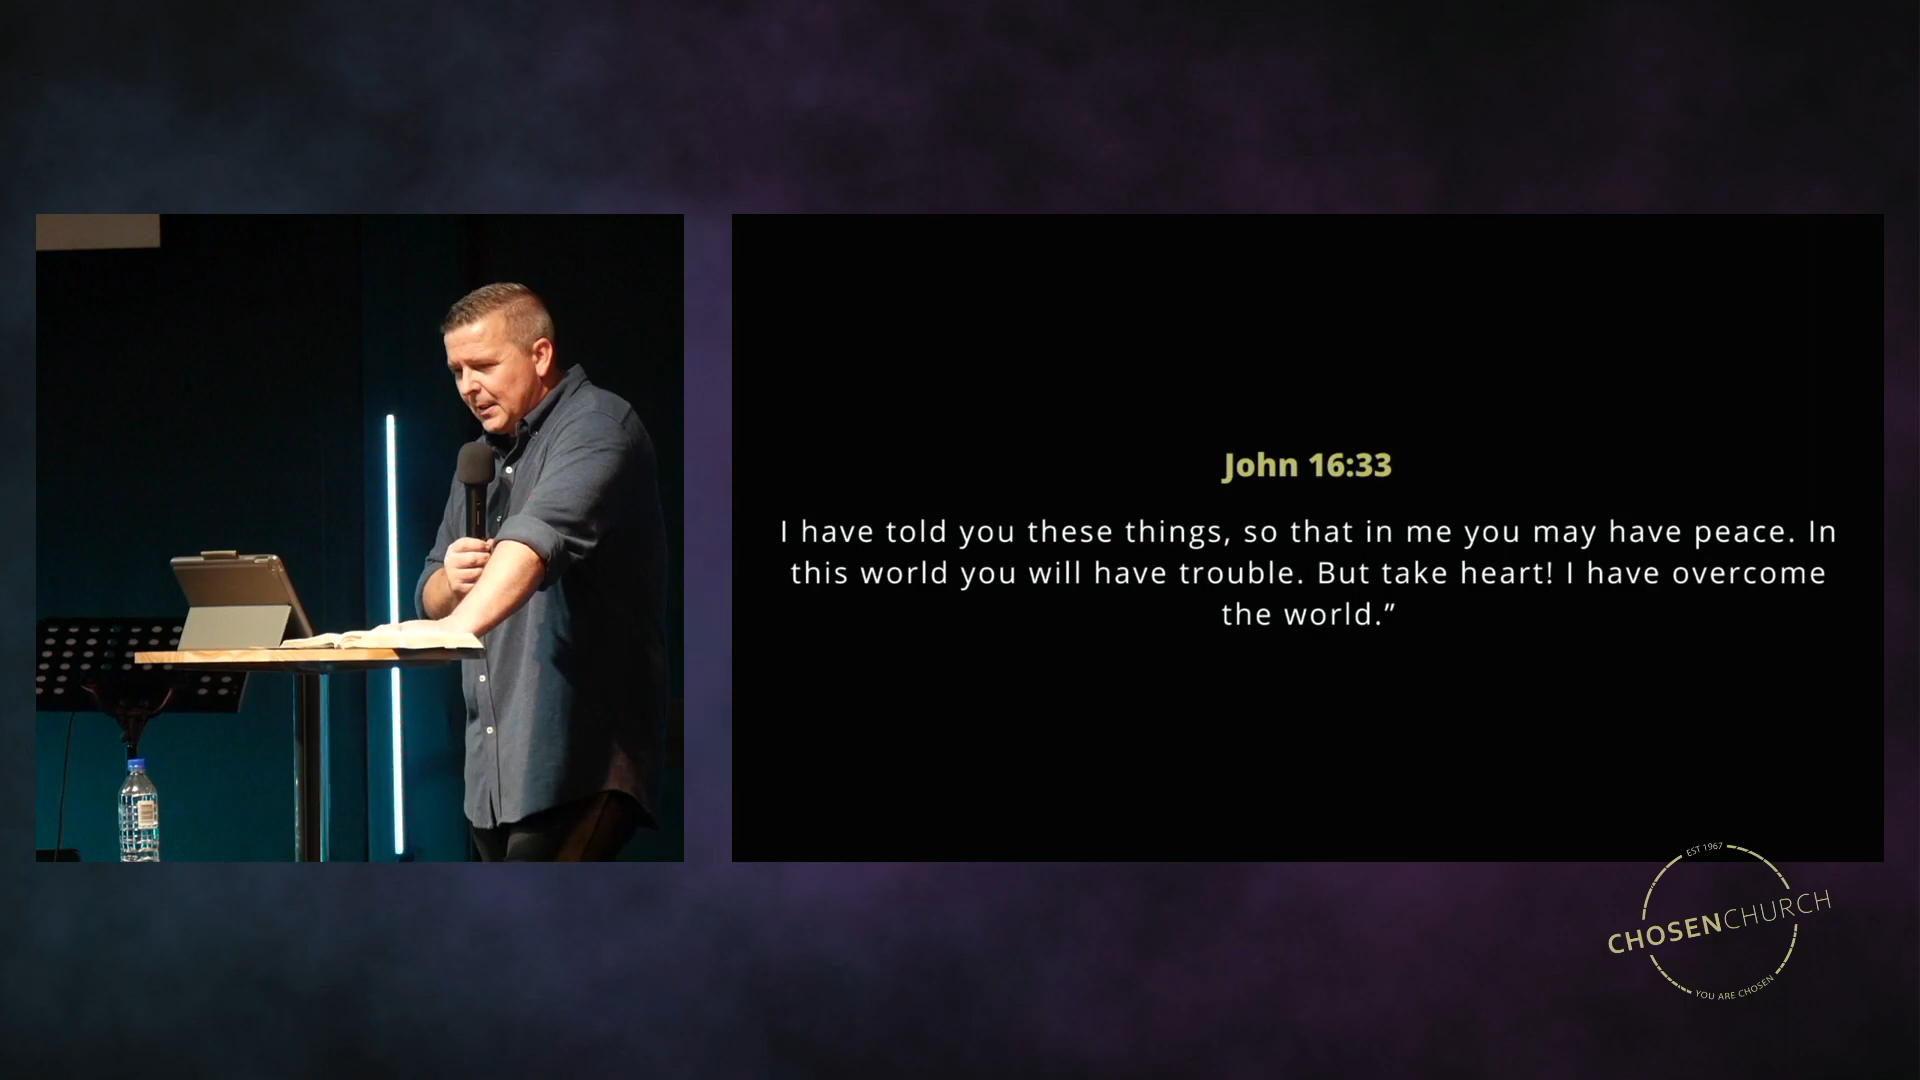 John 16:33
I have told you these things, so that in me you may have peace. In
this world you will have trouble. But take heart! I have overcome
the world.”
EST 1967
CHOSENCHURCH
YOU ARE CHOSEN